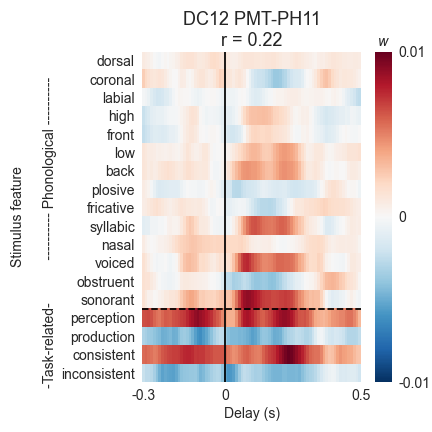 DC12 PMT-PH11
r = 0.22
w
dorsal
coronal
labial
high
front
low
back
plosive
fricative
syllabic
nasal
voiced
obstruent
sonorant
perception
production
consistent
inconsistent
Stimulus feature
-Task-related- ---------- Phonological ----------
0.01
0
-0.01
-0.3 0 0.5
Delay (s)